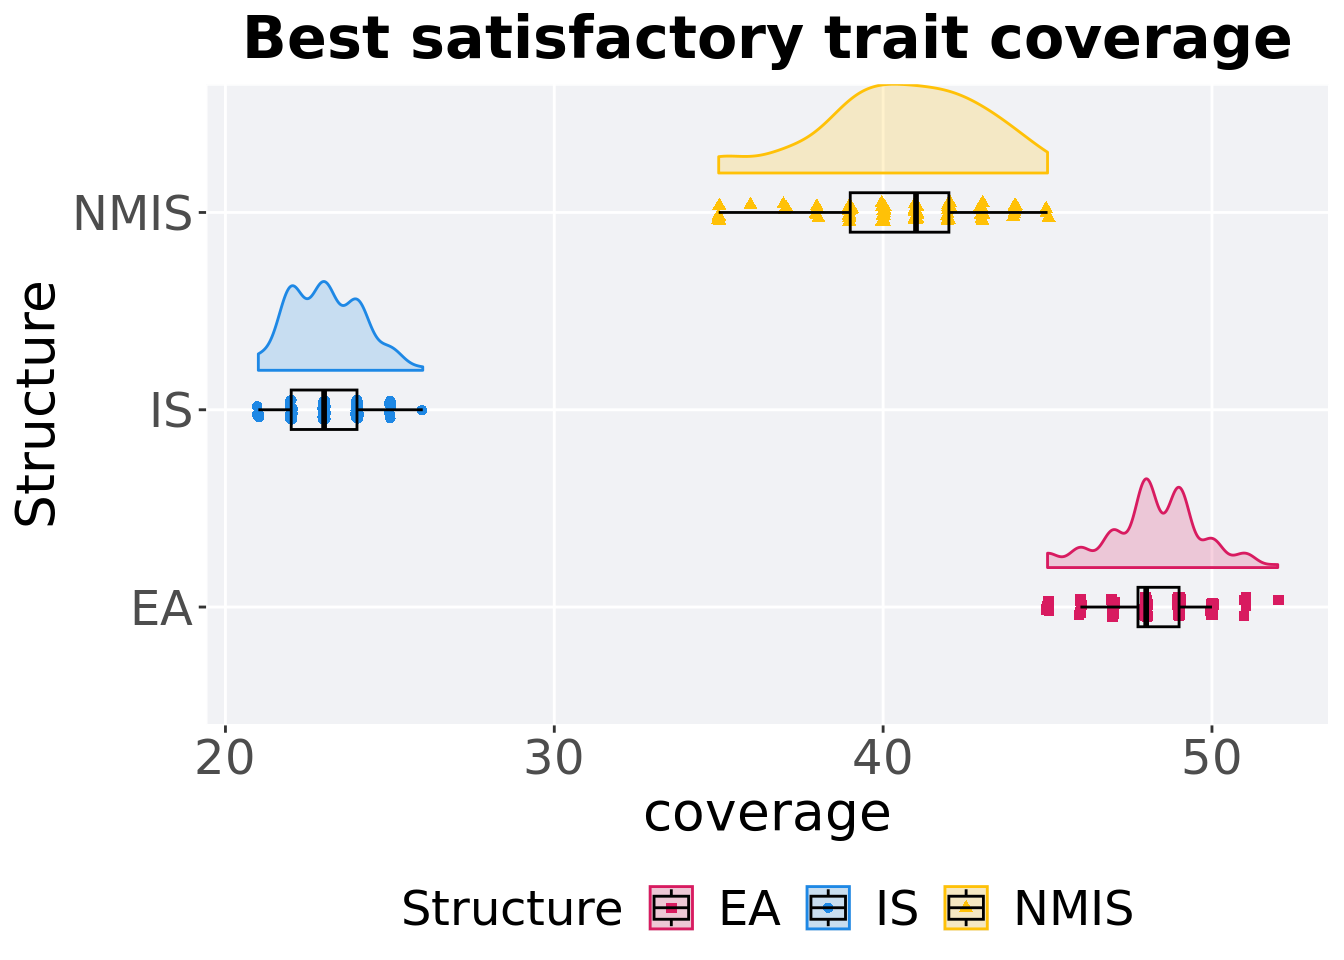 Best satisfactory trait coverage
NMIS
IS
EA
Structure
20 30 40 50
coverage
Structure EA IS NMIS